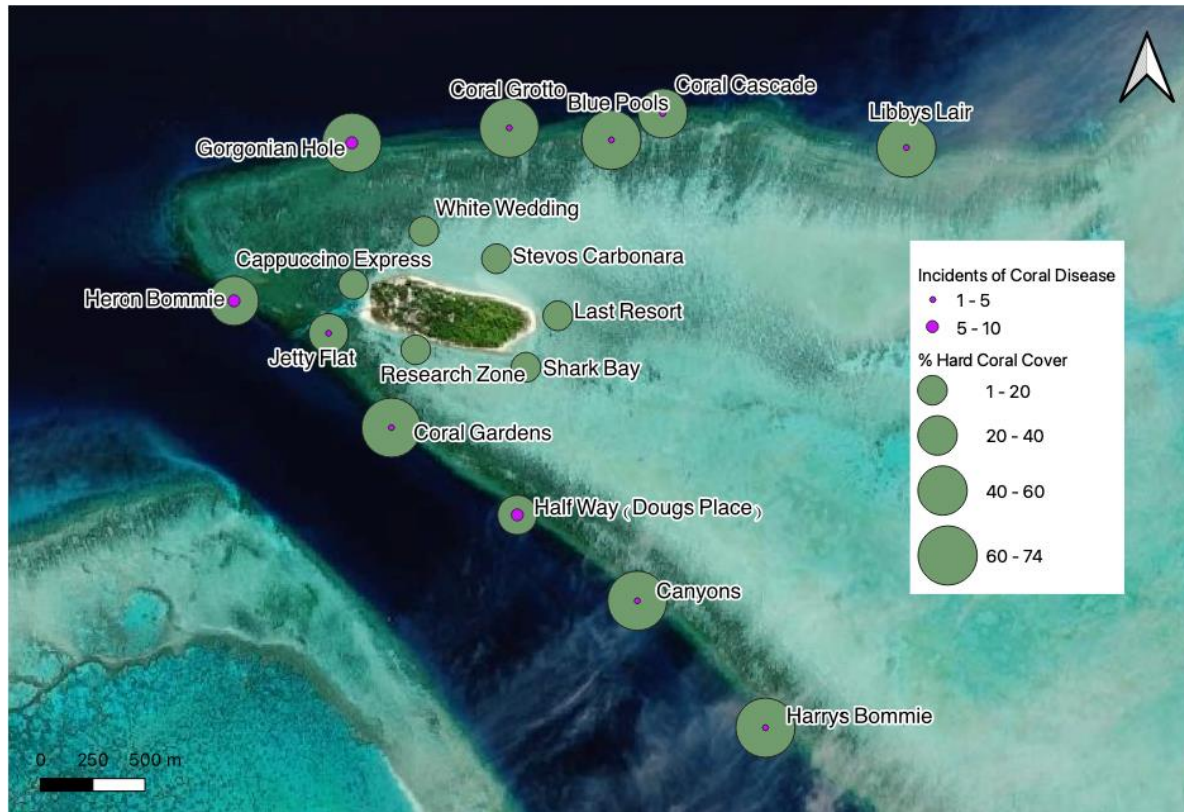 Coral Grotto
Coral Cascade
Blue Pools
Libbys Lair
Gorgonian Hole
White Wedding
Stevos Carbonara
Cappuccino Express
Heron Bommie
Last Resort
Jetty Flat
Research Zone
Shark Bay
Coral Gardens
Half Way (Dougs Place)
Canyons
Harrys Bommie
Incidents of Coral Disease
1 - 5
5 - 10
% Hard Coral Cover
1 - 20
20 - 40
40 - 60
60 - 74
0 250 500 m